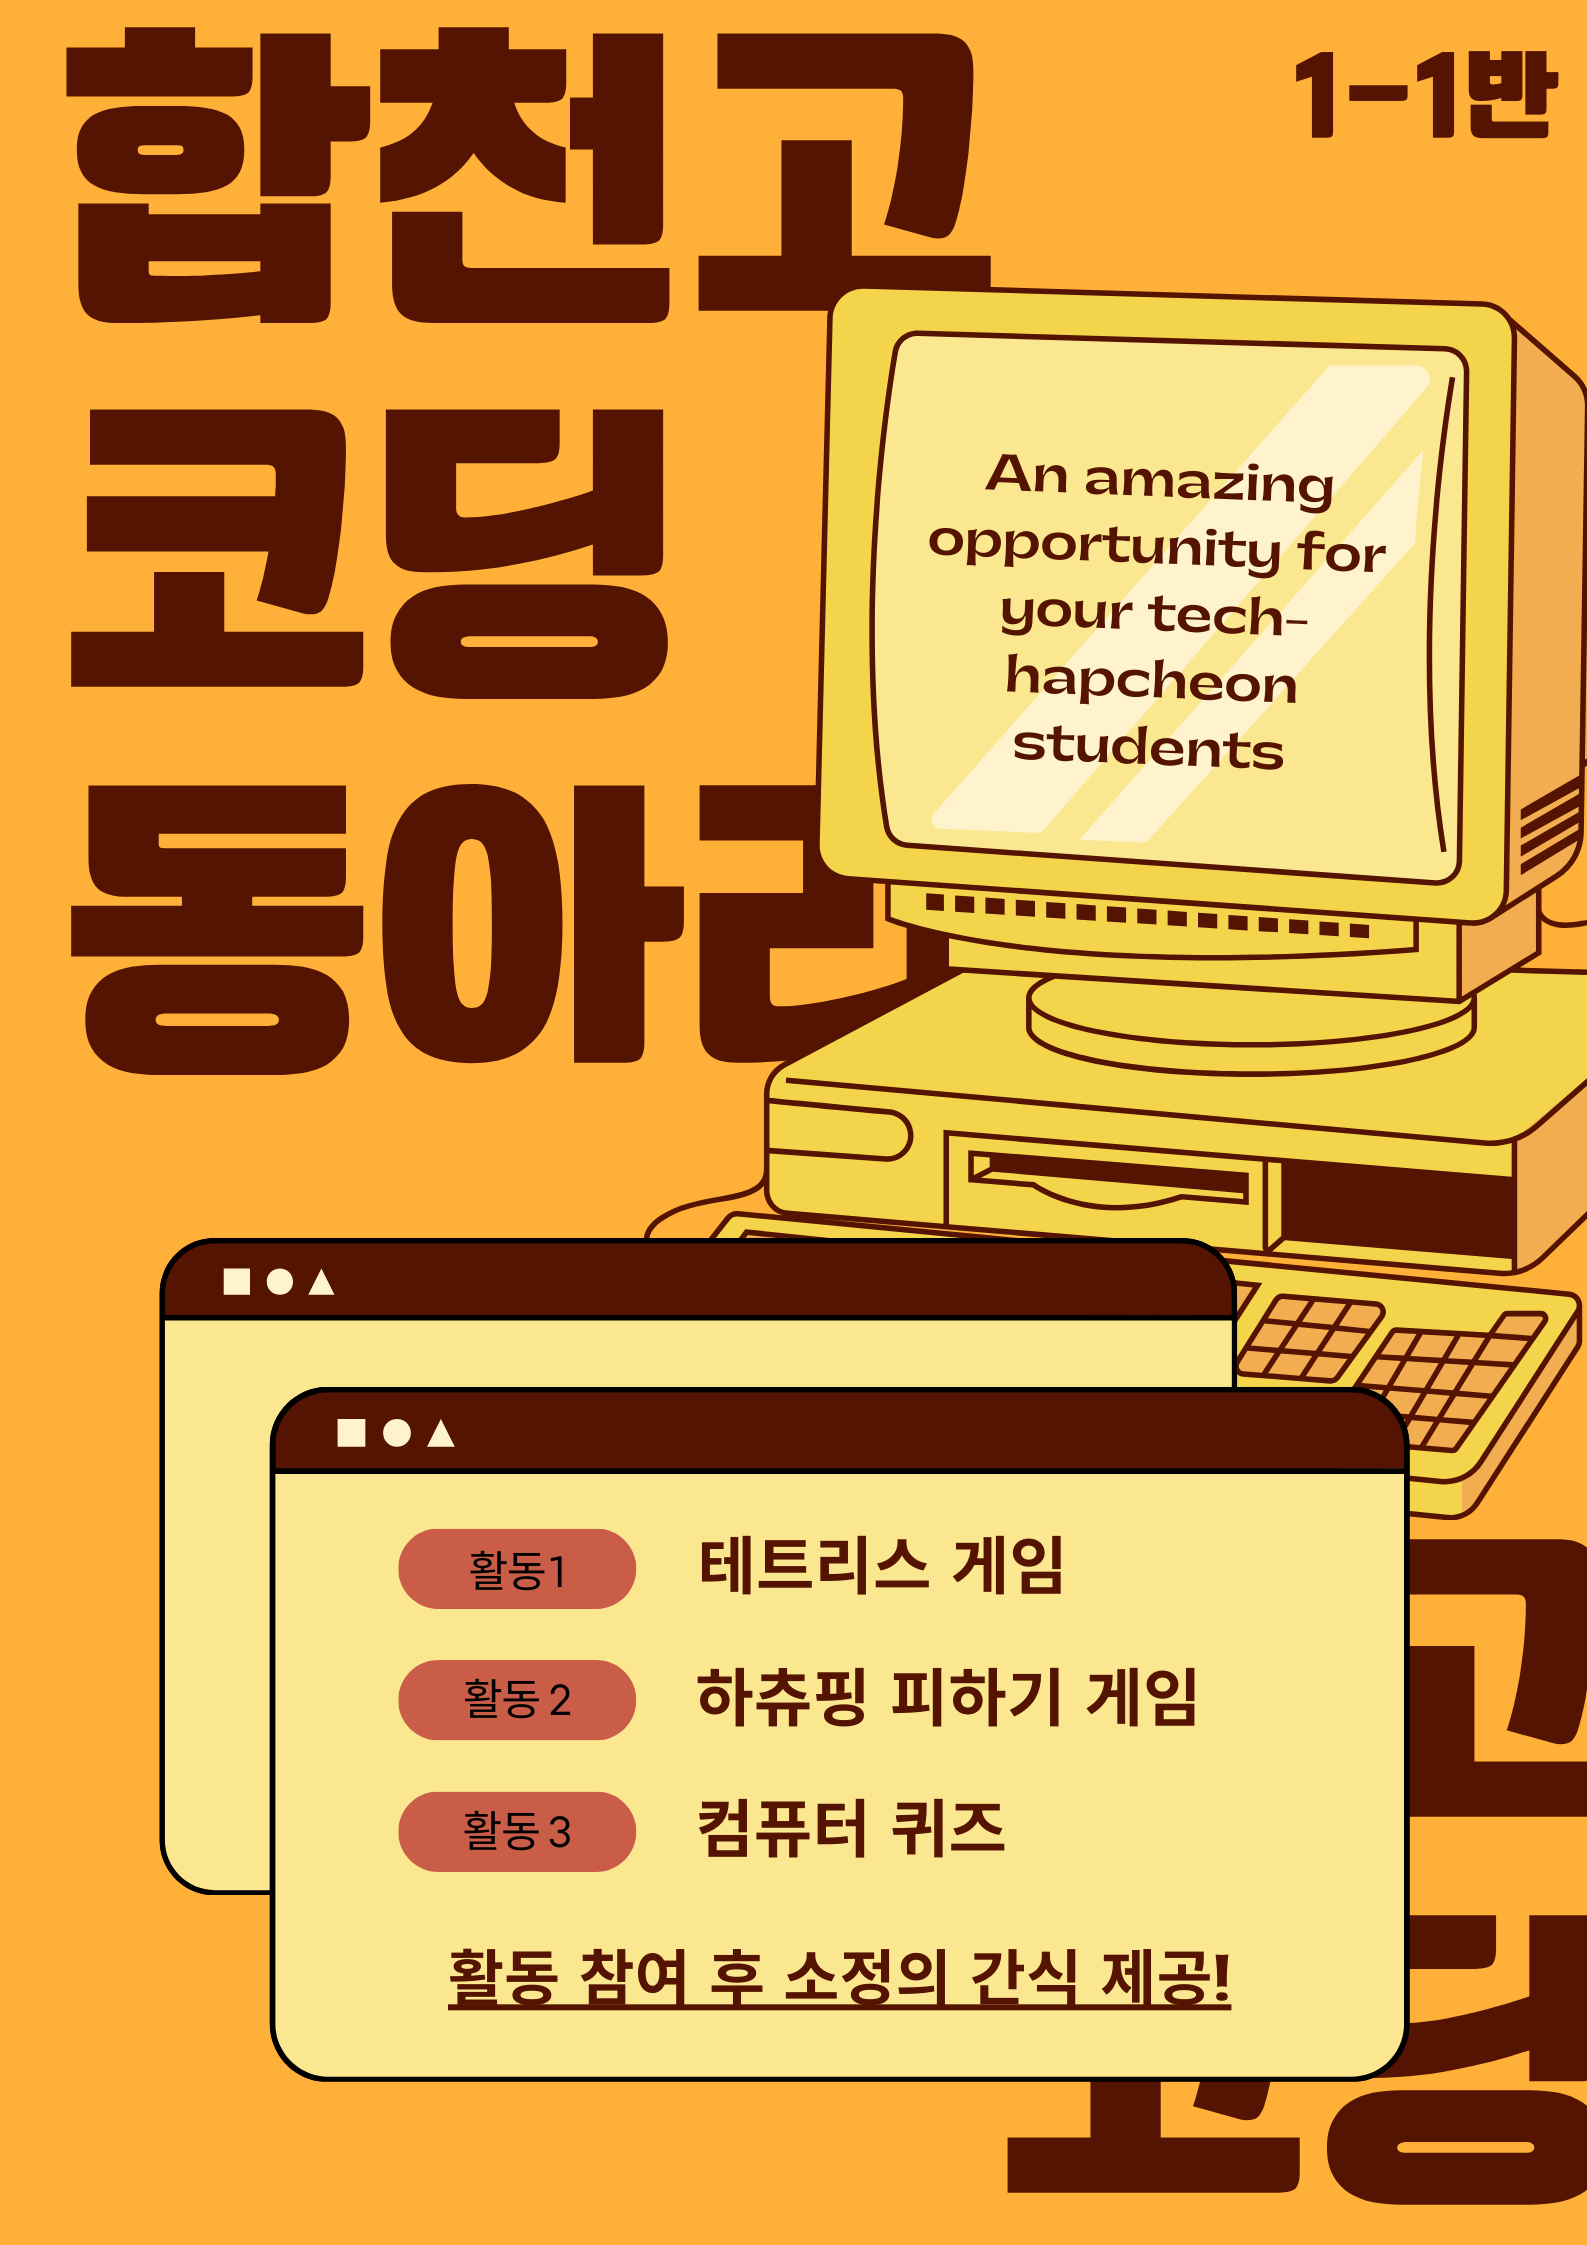 합천고
1-1반
코딩
동아리
An amazing
opportunity for
your tech-
hapcheon
students
활동1 테트리스 게임
활동 2 하츄핑 피하기 게임
활동 3 컴퓨터 퀴즈
활동 참여 후 소정의 간식 제공!